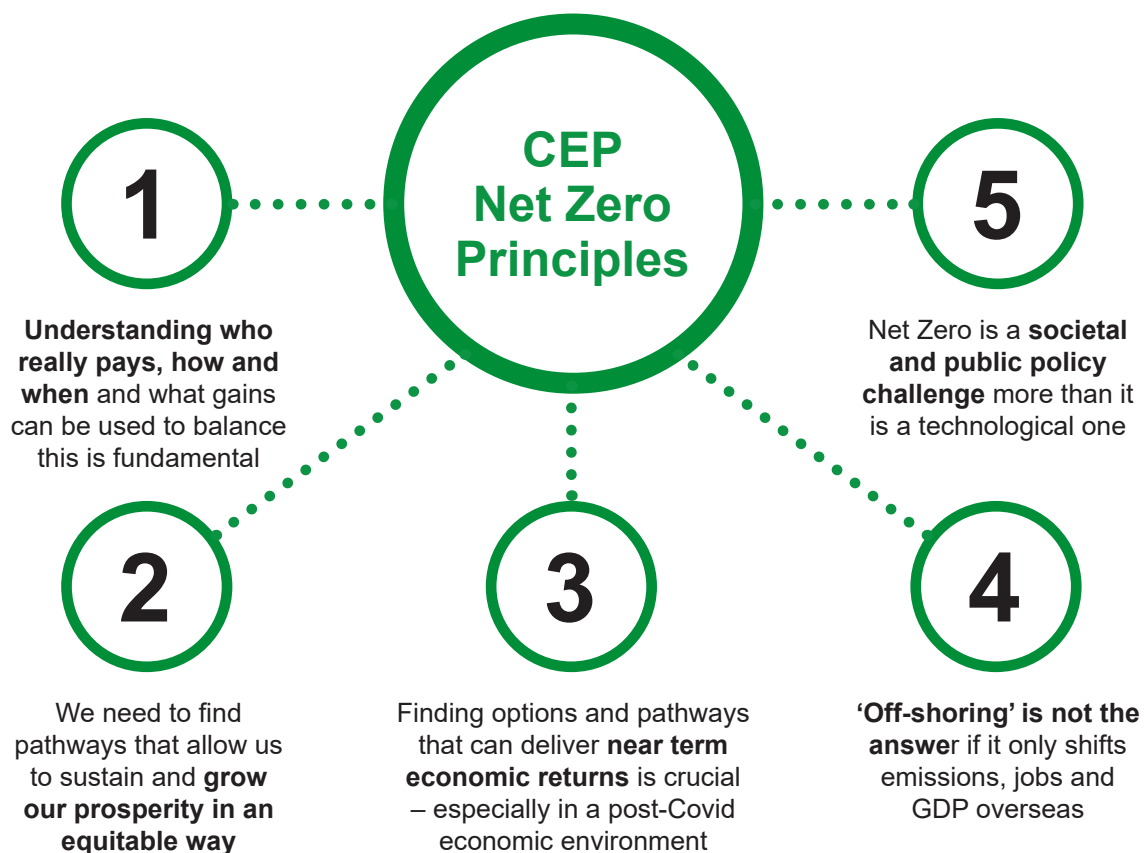 CEP
Net Zero
Principles
1
Understanding who
really pays, how and
when and what gains
can be used to balance
this is fundamental
2
We need to find
pathways that allow us
to sustain and grow
our prosperity in an
equitable way
3
Finding options and pathways
that can deliver near term
economic returns is crucial
– especially in a post-Covid
economic environment
4
‘Off-shoring’ is not the
answer if it only shifts
emissions, jobs and
GDP overseas
5
Net Zero is a societal
and public policy
challenge more than it
is a technological one